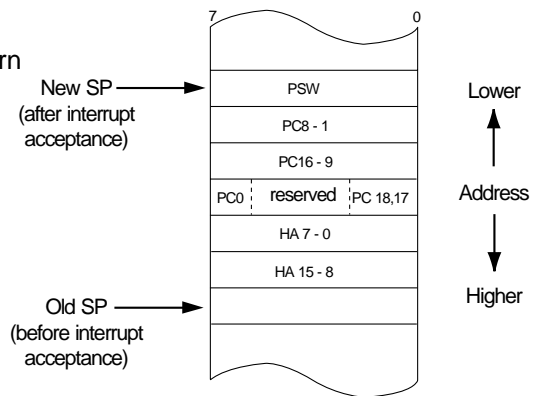 7 0
rn
New SP
(after interrupt
acceptance)
PSW
PC8 - 1
PC16 - 9
PC0 reserved PC 18,17
HA 7 - 0
HA 15 - 8
Old SP
(before interrupt
acceptance)
Lower
Address
Higher